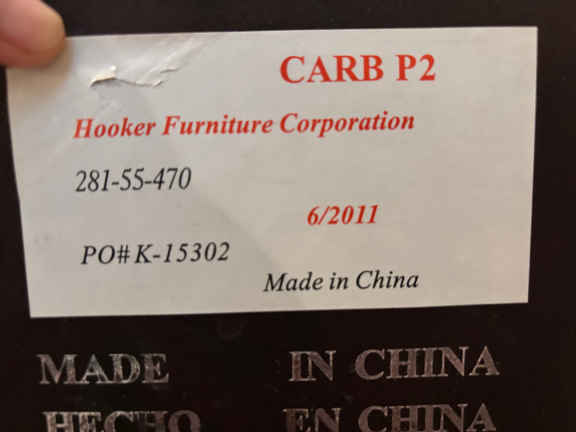 CARB P2
Hooker Furniture Corporation
281-55-470
6/2011
PO# K-15302
Made in China
MADE IN CHINA
HECHO EN CHINA